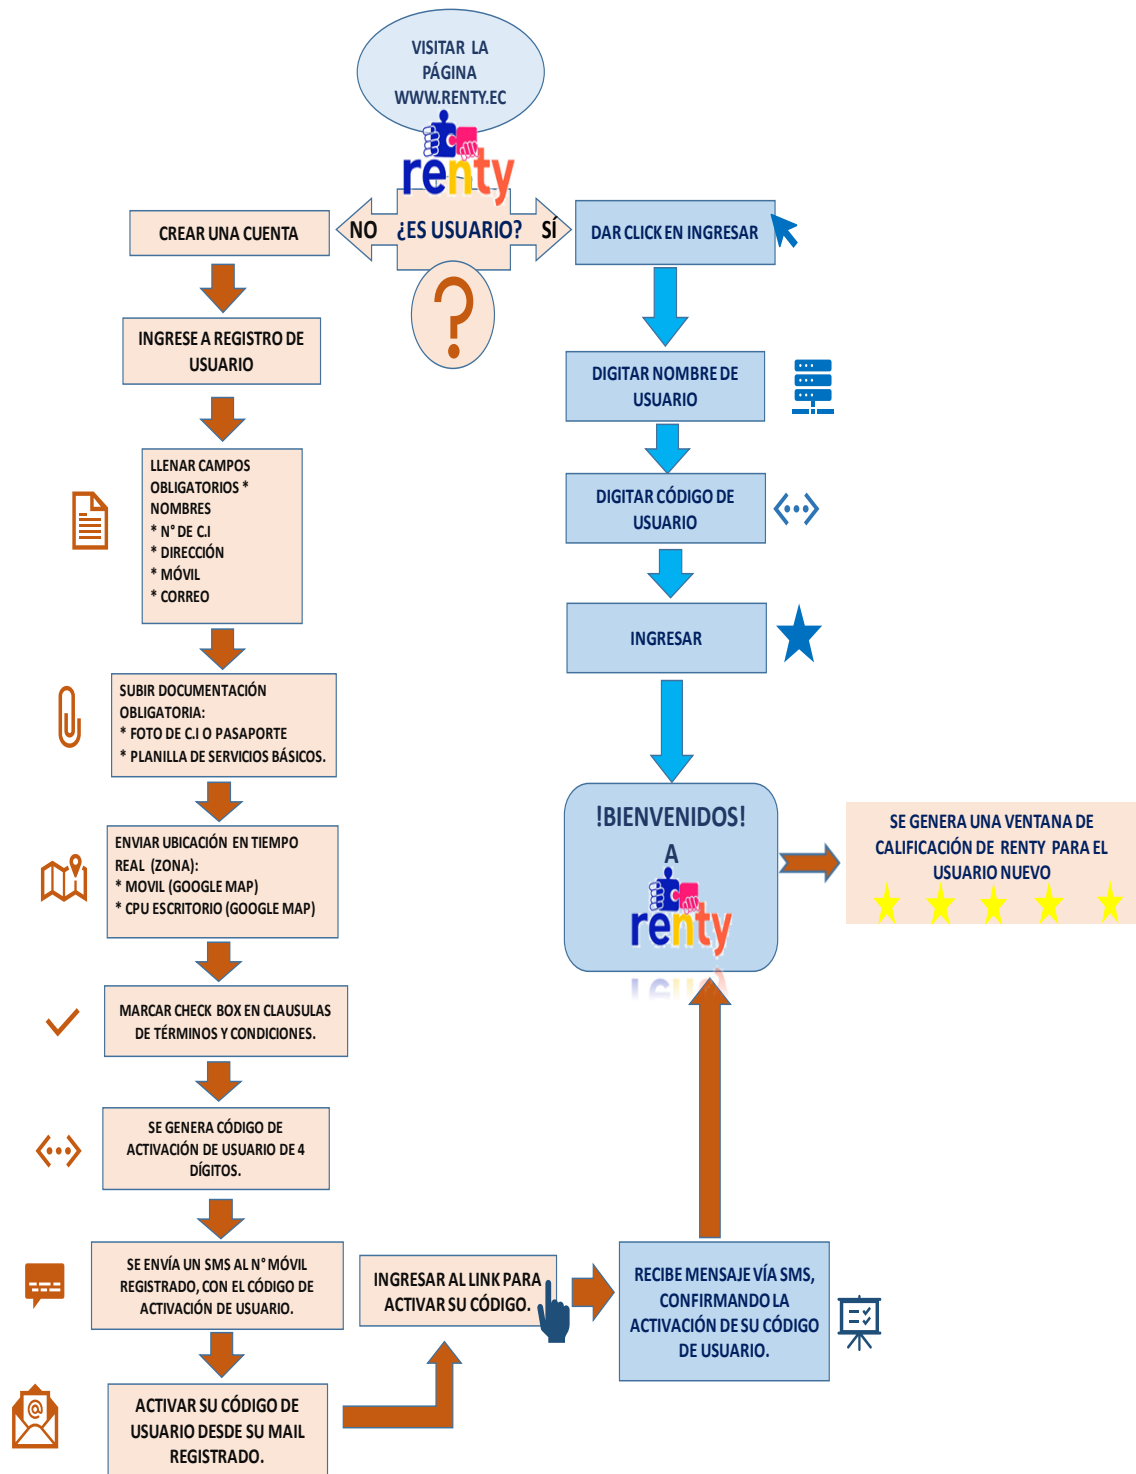 VISITAR LA
PÁGINA
WWW.RENTY.EC
renty
NO ¿ES USUARIO? SÍ
CREAR UNA CUENTA
INGRESE A REGISTRO DE
USUARIO
LLENAR CAMPOS
OBLIGATORIOS *
NOMBRES
* N° DE C.I
* DIRECCIÓN
* MÓVIL
* CORREO
SUBIR DOCUMENTACIÓN
OBLIGATORIA:
* FOTO DE C.I O PASAPORTE
* PLANILLA DE SERVICIOS BÁSICOS.
ENVIAR UBICACIÓN EN TIEMPO
REAL (ZONA):
* MOVIL (GOOGLE MAP)
* CPU ESCRITORIO (GOOGLE MAP)
MARCAR CHECK BOX EN CLAUSULAS
DE TÉRMINOS Y CONDICIONES.
SE GENERA CÓDIGO DE
ACTIVACIÓN DE USUARIO DE 4
DÍGITOS.
SE ENVÍA UN SMS AL N° MÓVIL
REGISTRADO, CON EL CÓDIGO DE
ACTIVACIÓN DE USUARIO.
@
ACTIVAR SU CÓDIGO DE
USUARIO DESDE SU MAIL
REGISTRADO.
INGRESAR AL LINK PARA
ACTIVAR SU CÓDIGO.
RECIBE MENSAJE VÍA SMS,
CONFIRMANDO LA
ACTIVACIÓN DE SU CÓDIGO
DE USUARIO.
DAR CLICK EN INGRESAR
DIGITAR NOMBRE DE
USUARIO
DIGITAR CÓDIGO DE
USUARIO
INGRESAR
!BIENVENIDOS!
A
renty
SE GENERA UNA VENTANA DE
CALIFICACIÓN DE RENTY PARA EL
USUARIO NUEVO
?